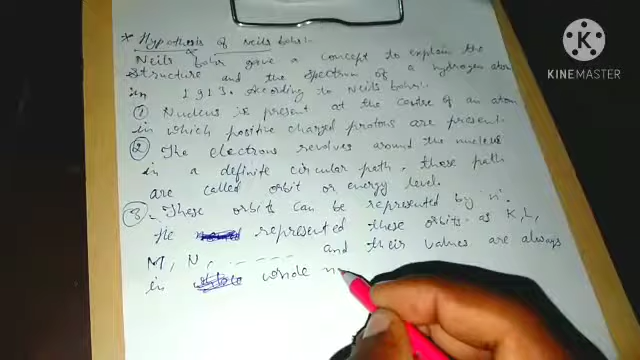 * Hypothesis of neils bohr:-
Neils bohr gave a concept to explain the
structure and the spectrum of a hydrogen atom
in 1913. According to Neils bohr:-
① Nucleus is present at the centre of an atom
in which positive charged protons are present.
② The electrons revolves around the nucleus
in a definite circular path. These path
are called orbit or energy level.
③ These orbits can be represented by 'n'.
He represented these orbits as K, L,
M, N, ------- and their values are always
in whole n
K
KINEMASTER